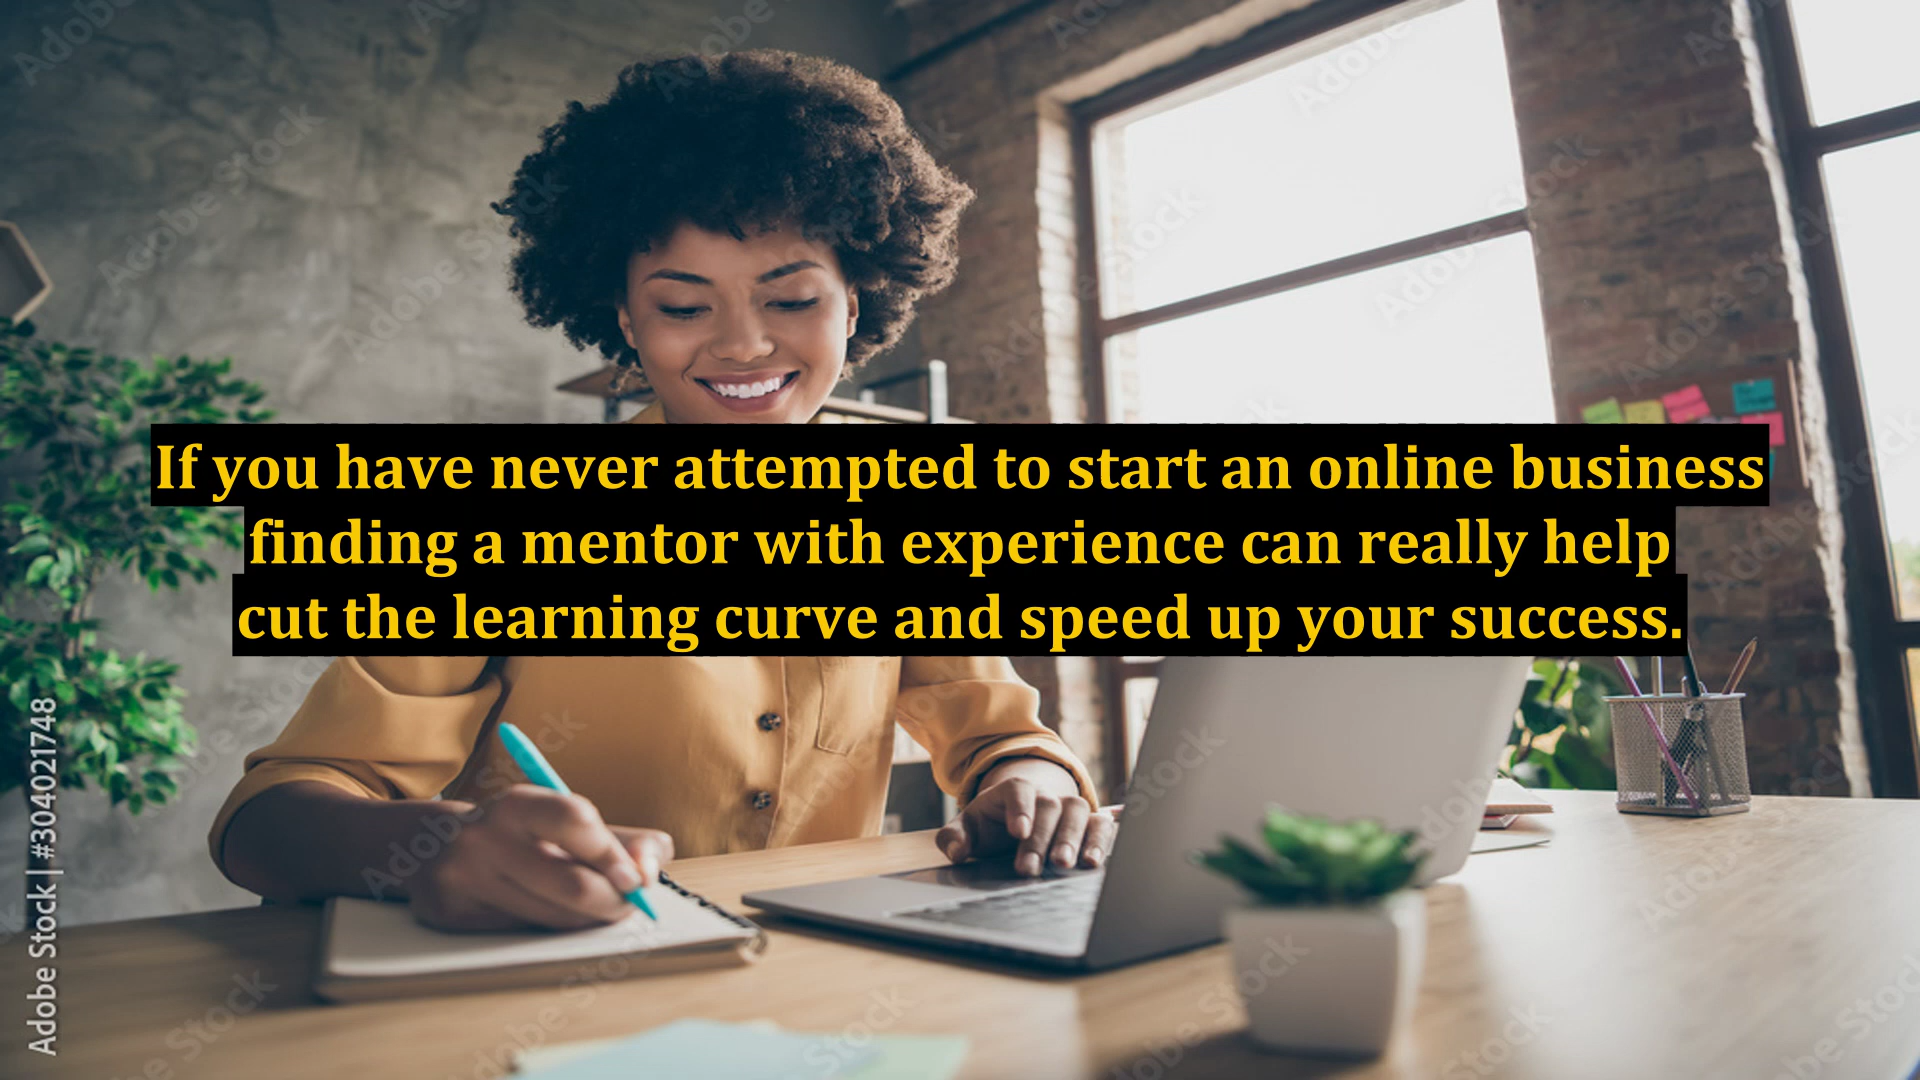 If you have never attempted to start an online business
finding a mentor with experience can really help
cut the learning curve and speed up your success.
Adobe Stock | #304021748